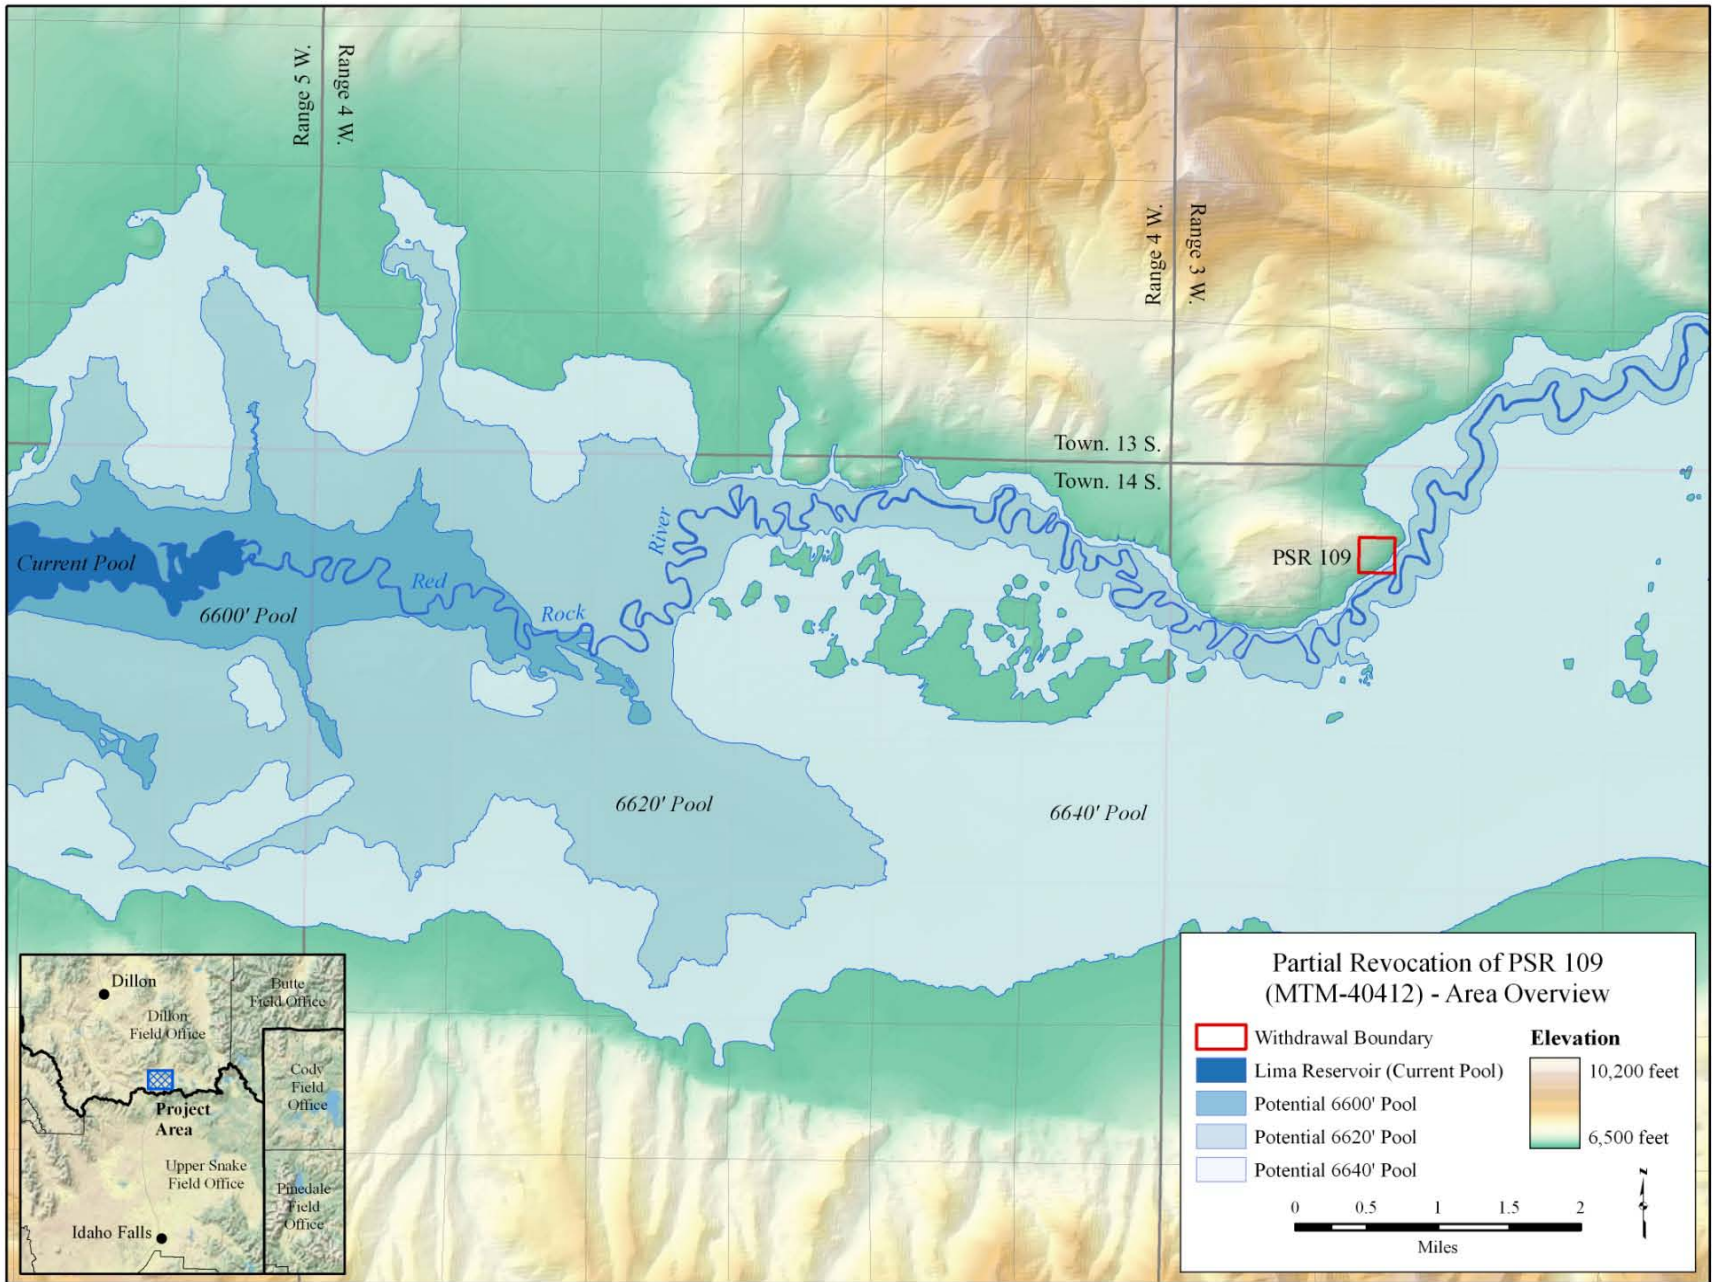 Range 5 W.
Range 4 W.
Range 4 W.
Range 3 W.
Town. 13 S.
Town. 14 S.
River
PSR 109
Current Pool
Red
Rock
6600' Pool
6620' Pool
6640' Pool
Dillon
Butte
Field Office
Dillon
Field Office
Cody
Field
Office
Project
Area
Upper Snake
Field Office
Pinedale
Field
Office
Idaho Falls
Partial Revocation of PSR 109
(MTM-40412) - Area Overview
Withdrawal Boundary
Lima Reservoir (Current Pool)
Potential 6600' Pool
Potential 6620' Pool
Potential 6640' Pool
Elevation
10,200 feet
6,500 feet
0 0.5 1 1.5 2
Miles
N